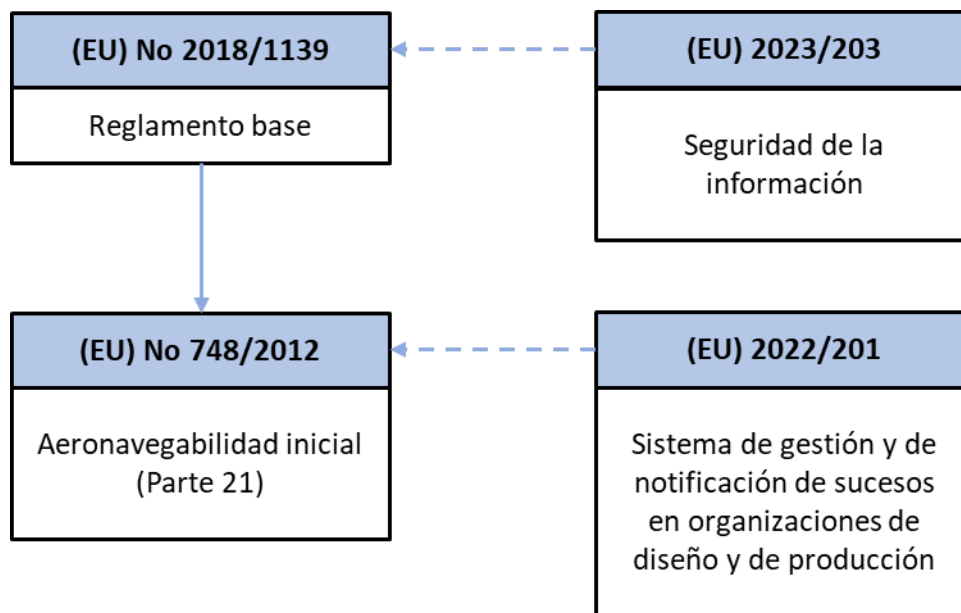 (EU) No 2018/1139
Reglamento base
(EU) 2023/203
Seguridad de la
información
(EU) No 748/2012
Aeronavegabilidad inicial
(Parte 21)
(EU) 2022/201
Sistema de gestión y de
notificación de sucesos
en organizaciones de
diseño y de producción